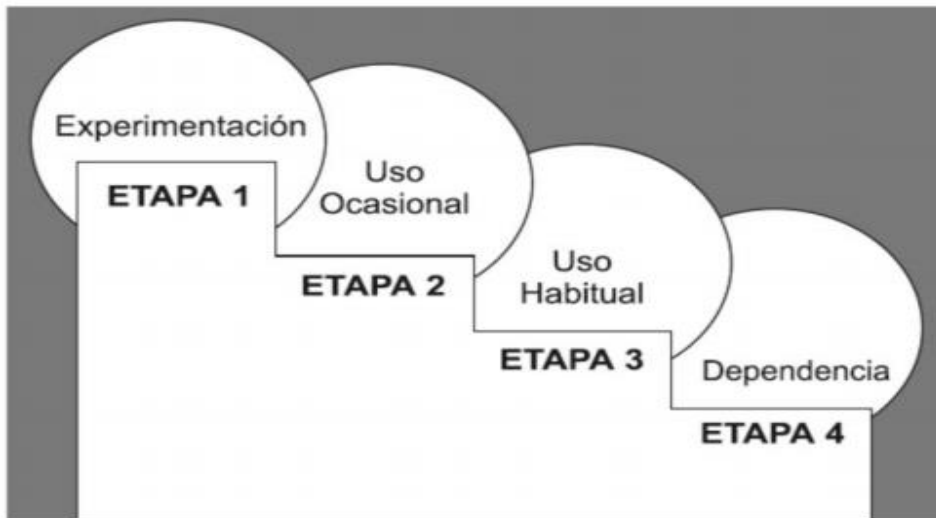 Experimentación
ETAPA 1
Uso
Ocasional
ETAPA 2
Uso
Habitual
ETAPA 3
Dependencia
ETAPA 4